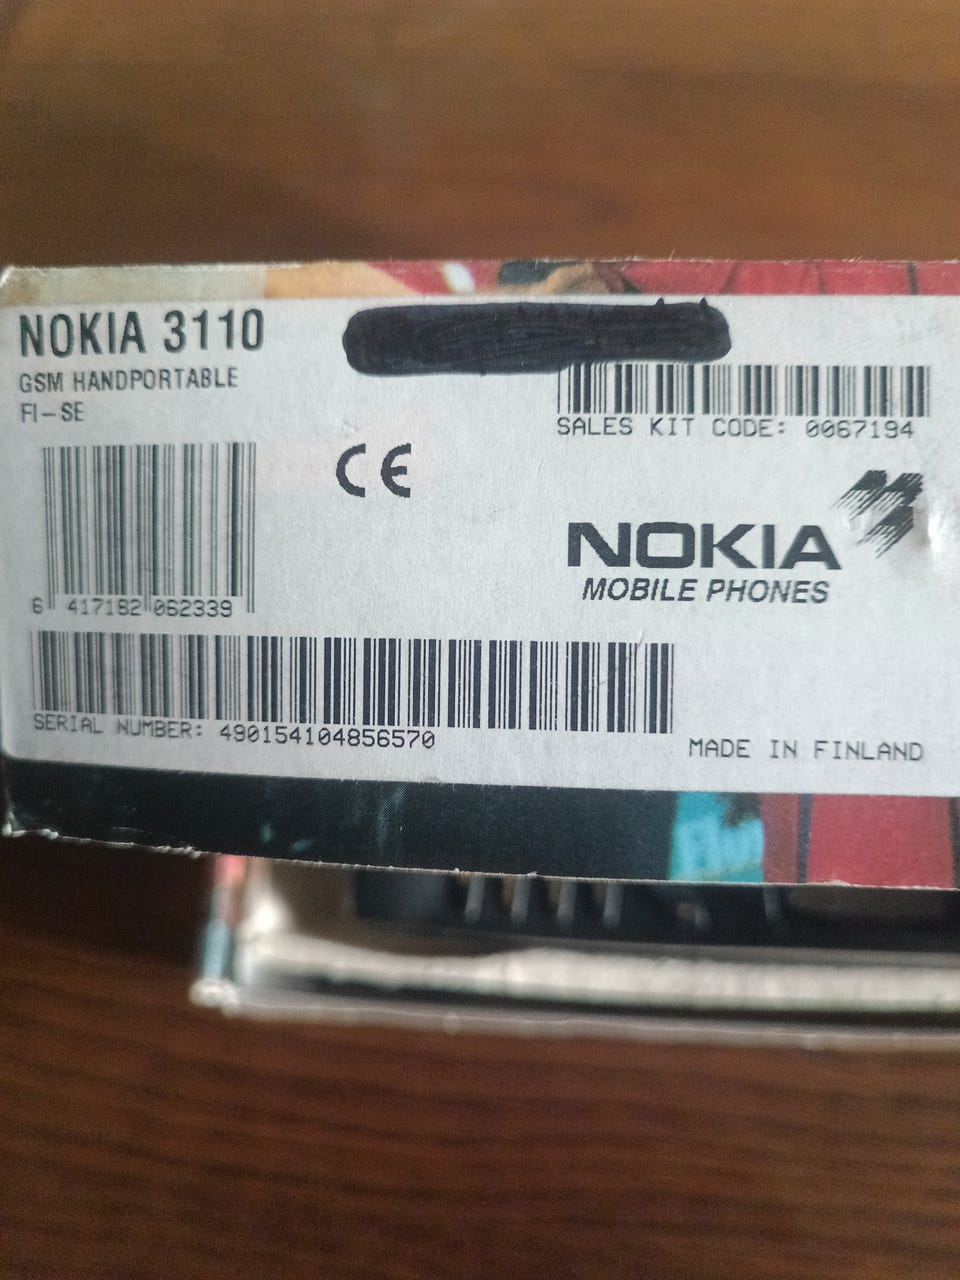 NOKIA 3110
GSM HANDPORTABLE
FI-SE
SALES KIT CODE: 0067194
CE
NOKIA
MOBILE PHONES
6 417182 062339
SERIAL NUMBER: 490154104856570
MADE IN FINLAND